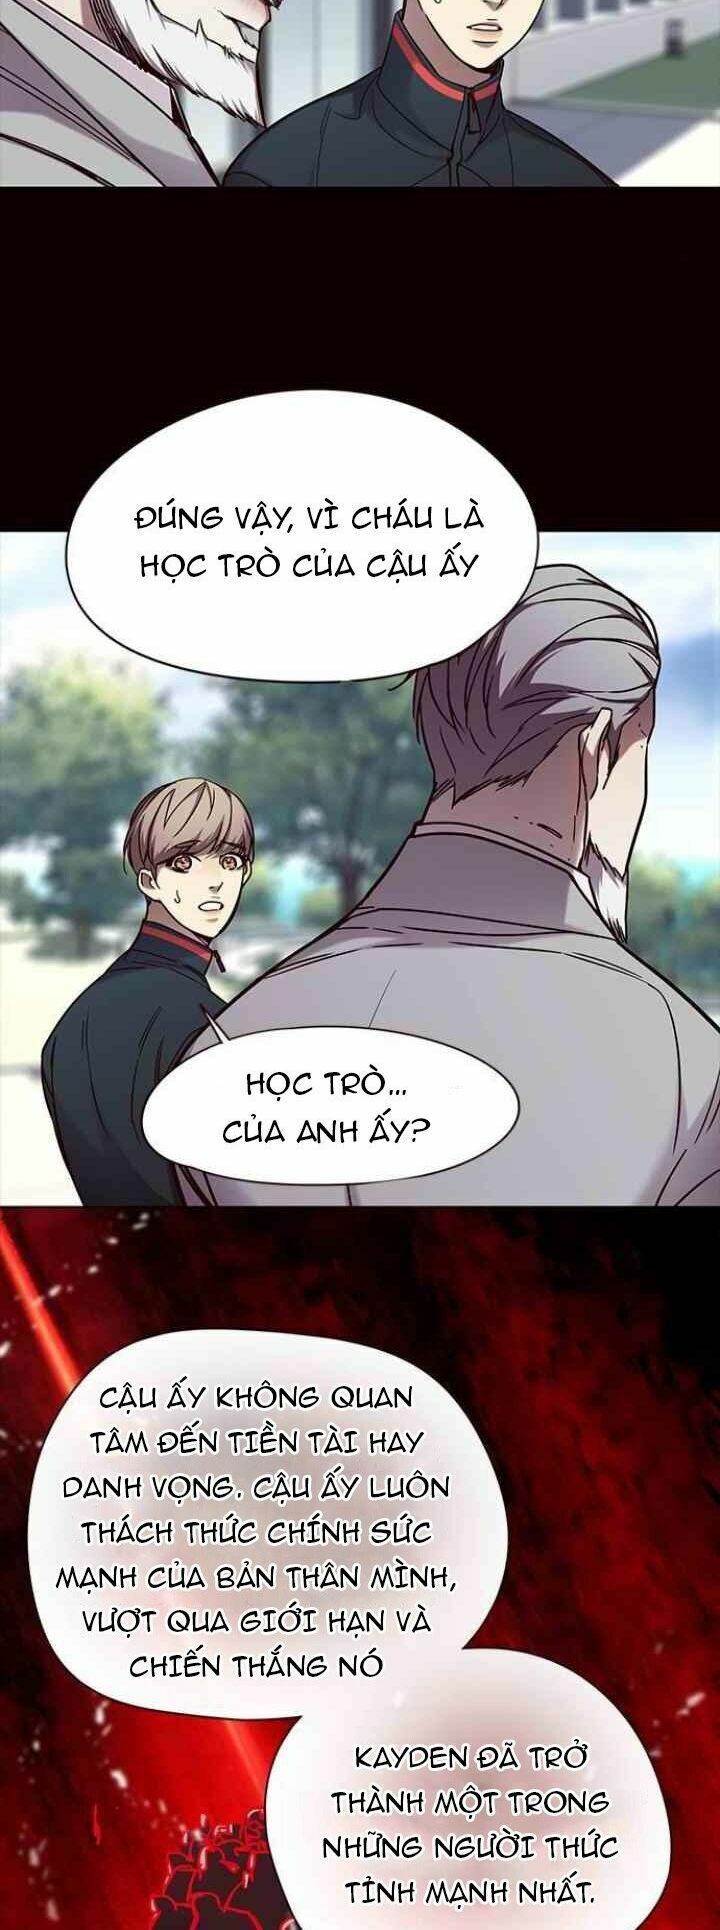 ĐÚNG VẬY, VÌ CHÁU LÀ
HỌC TRÒ CỦA CẬU ẤY
HỌC TRÒ...
CỦA ANH ẤY?
CẬU ẤY KHÔNG QUAN
TÂM ĐẾN TIỀN TÀI HAY
DANH VỌNG. CẬU ẤY LUÔN
THÁCH THỨC CHÍNH SỨC
MẠNH CỦA BẢN THÂN MÌNH,
VƯỢT QUA GIỚI HẠN VÀ
CHIẾN THẮNG NÓ
KAYDEN ĐÃ TRỞ
THÀNH MỘT TRONG
NHỮNG NGƯỜI THỨC
TỈNH MẠNH NHẤT.